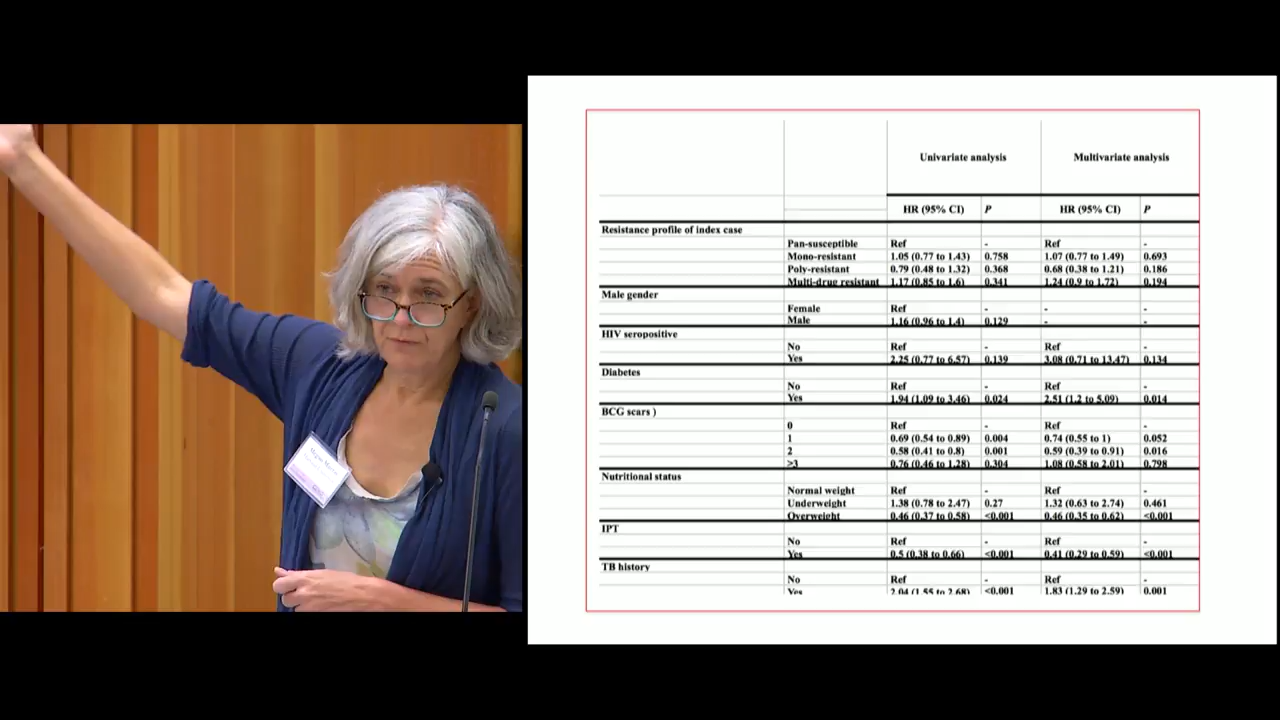 Univariate analysis Multivariate analysis
HR (95% CI) P HR (95% CI) P
Resistance profile of index case
Pan-susceptible Ref - Ref -
Mono-resistant 1.05 (0.77 to 1.43) 0.758 1.07 (0.77 to 1.49) 0.693
Poly-resistant 0.79 (0.48 to 1.32) 0.368 0.68 (0.38 to 1.21) 0.186
Multi-drug resistant 1.17 (0.85 to 1.6) 0.341 1.24 (0.9 to 1.72) 0.194
Male gender
Female Ref - - -
Male 1.16 (0.96 to 1.4) 0.129 - -
HIV seropositive
No Ref - Ref -
Yes 2.25 (0.77 to 6.57) 0.139 3.08 (0.71 to 13.47) 0.134
Diabetes
No Ref - Ref -
Yes 1.94 (1.09 to 3.46) 0.024 2.51 (1.2 to 5.09) 0.014
BCG scars )
0 Ref - Ref -
1 0.69 (0.54 to 0.89) 0.004 0.74 (0.55 to 1) 0.052
2 0.58 (0.41 to 0.8) 0.001 0.59 (0.39 to 0.91) 0.016
>3 0.76 (0.46 to 1.28) 0.304 1.08 (0.58 to 2.01) 0.798
Nutritional status
Normal weight Ref - Ref -
Underweight 1.38 (0.78 to 2.47) 0.27 1.32 (0.63 to 2.74) 0.461
Overweight 0.46 (0.37 to 0.58) <0.001 0.46 (0.35 to 0.62) <0.001
IPT
No Ref - Ref -
Yes 0.5 (0.38 to 0.66) <0.001 0.41 (0.29 to 0.59) <0.001
TB history
No Ref - Ref -
Yes 2.04 (1.55 to 2.68) <0.001 1.83 (1.29 to 2.59) 0.001